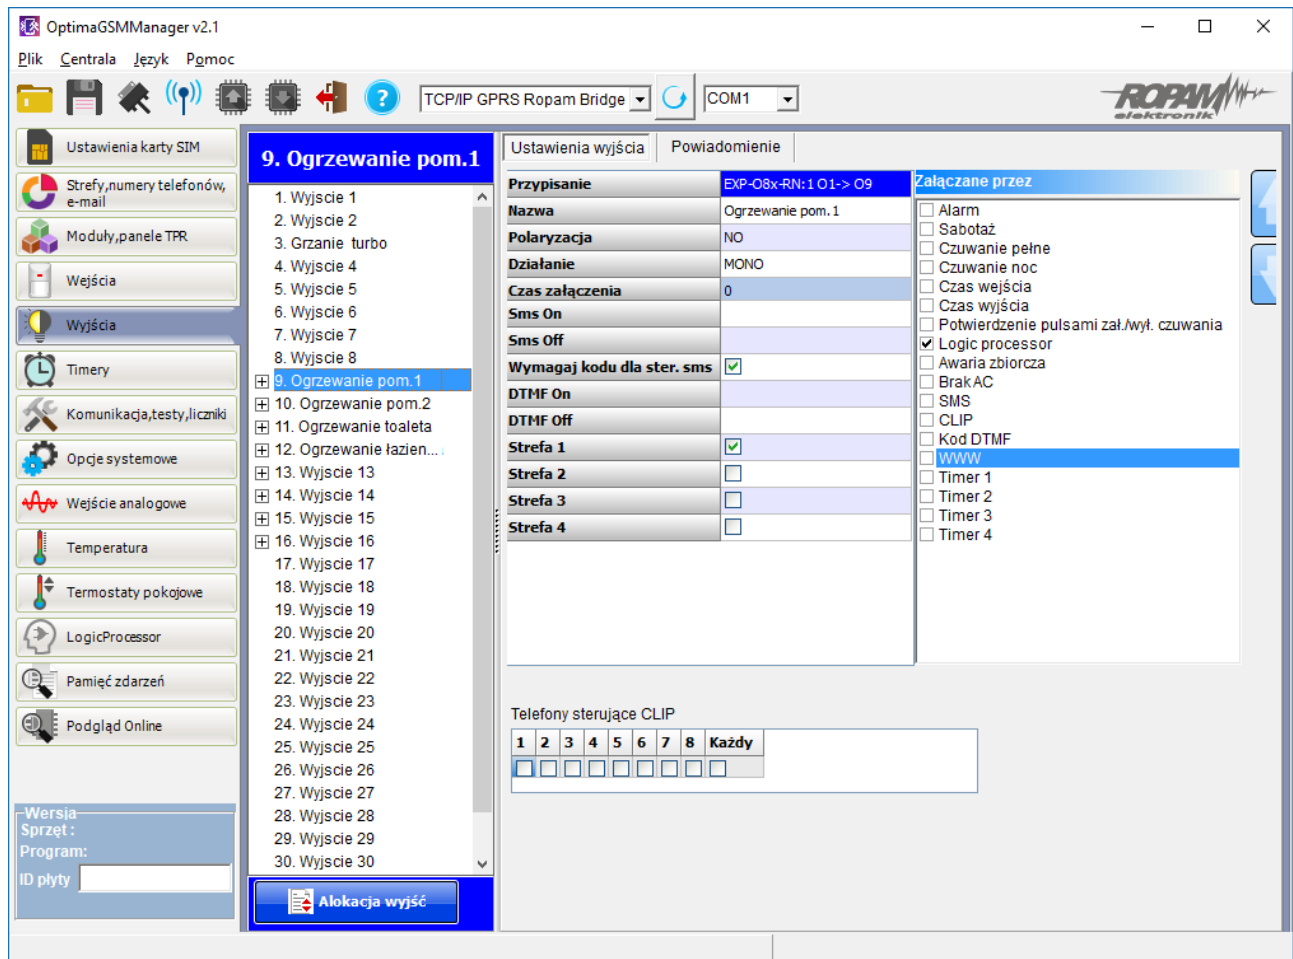 OptimaGSMManager v2.1
Plik Centrala Język Pomoc
TCP/IP GPRS Ropam Bridge COM1
ROPAM
elektronik
Ustawienia karty SIM
Strefy,numery telefonów,
e-mail
Moduły,panele TPR
Wejścia
Wyjścia
Timery
Komunikacja,testy,liczniki
Opcje systemowe
Wejście analogowe
Temperatura
Termostaty pokojowe
LogicProcessor
Pamięć zdarzeń
Podgląd Online
Wersja
Sprzęt :
Program:
ID płyty
9. Ogrzewanie pom.1
1. Wyjscie 1
2. Wyjscie 2
3. Grzanie turbo
4. Wyjscie 4
5. Wyjscie 5
6. Wyjscie 6
7. Wyjscie 7
8. Wyjscie 8
9. Ogrzewanie pom.1
10. Ogrzewanie pom.2
11. Ogrzewanie toaleta
12. Ogrzewanie łazien...
13. Wyjscie 13
14. Wyjscie 14
15. Wyjscie 15
16. Wyjscie 16
17. Wyjscie 17
18. Wyjscie 18
19. Wyjscie 19
20. Wyjscie 20
21. Wyjscie 21
22. Wyjscie 22
23. Wyjscie 23
24. Wyjscie 24
25. Wyjscie 25
26. Wyjscie 26
27. Wyjscie 27
28. Wyjscie 28
29. Wyjscie 29
30. Wyjscie 30
Alokacja wyjść
Ustawienia wyjścia Powiadomienie
Przypisanie EXP-O8x-RN:1 O1-> O9
Nazwa Ogrzewanie pom.1
Polaryzacja NO
Działanie MONO
Czas załączenia 0
Sms On
Sms Off
Wymagaj kodu dla ster. sms
DTMF On
DTMF Off
Strefa 1
Strefa 2
Strefa 3
Strefa 4
Załączane przez
Alarm
Sabotaż
Czuwanie pełne
Czuwanie noc
Czas wejścia
Czas wyjścia
Potwierdzenie pulsami zał./wył. czuwania
Logic processor
Awaria zbiorcza
Brak AC
SMS
CLIP
Kod DTMF
WWW
Timer 1
Timer 2
Timer 3
Timer 4
Telefony sterujące CLIP
1 2 3 4 5 6 7 8 Każdy